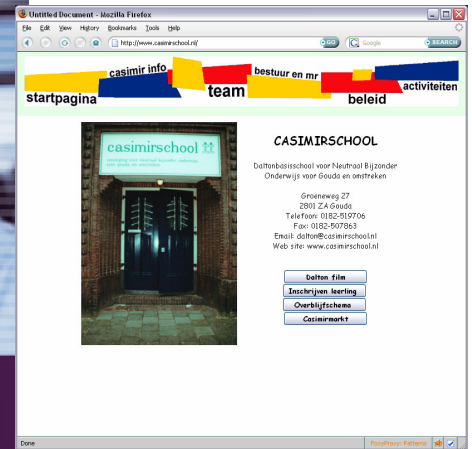 Untitled Document - Mozilla Firefox
File Edit View History Bookmarks Tools Help
http://www.casimirschool.nl/
GO
Google
SEARCH
startpagina
casimir info
team
bestuur en mr
beleid
activiteiten
casimirschool
CASIMIRSCHOOL
Daltonbasisschool voor Neutraal Bijzonder
Onderwijs voor Gouda en omstreken
Groeneweg 27
2801 ZA Gouda
Telefoon: 0182-519706
Fax: 0182-507863
Email: dalton@casimirschool.nl
Web site: www.casimirschool.nl
Dalton film
Inschrijven leerling
Overblijfschema
Casimirmarkt
Done
FoxyProxy: Patterns